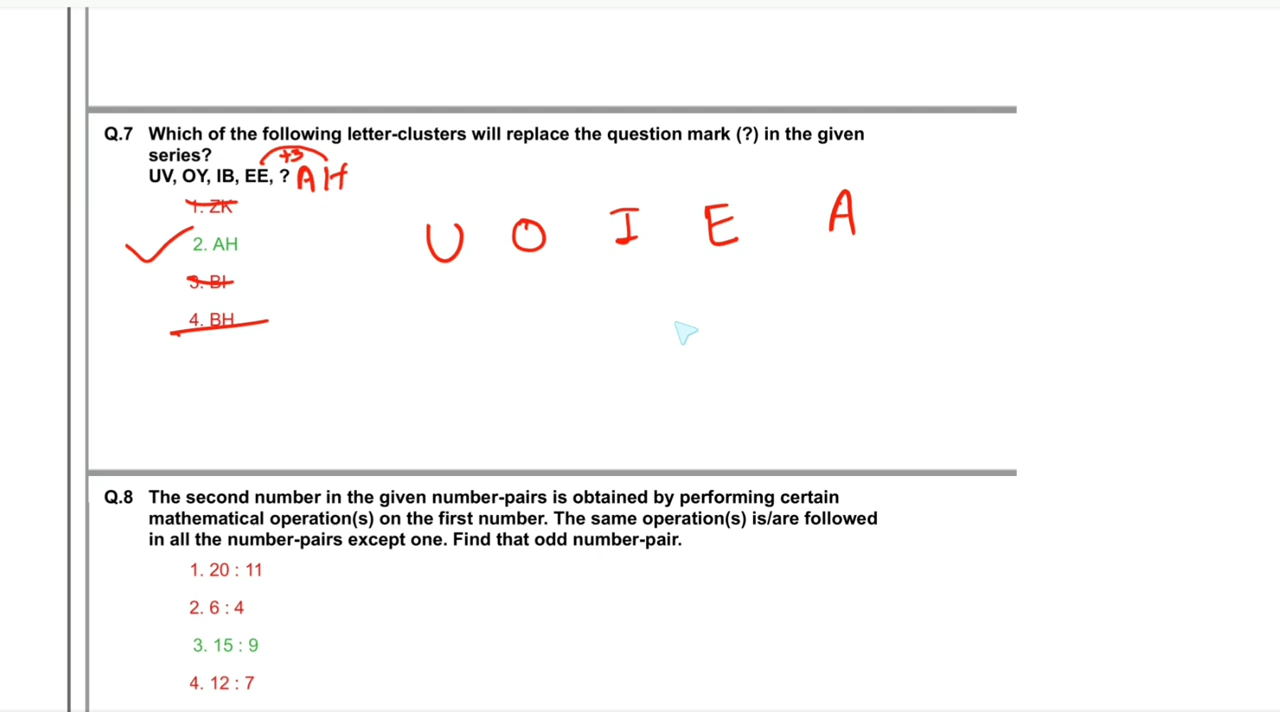 Q.7 Which of the following letter-clusters will replace the question mark (?) in the given
series?
+3
UV, OY, IB, EE, ? AH
1. ZK
2. AH
3. BI
4. BH
U O I E A
Q.8 The second number in the given number-pairs is obtained by performing certain
mathematical operation(s) on the first number. The same operation(s) is/are followed
in all the number-pairs except one. Find that odd number-pair.
1. 20 : 11
2. 6 : 4
3. 15 : 9
4. 12 : 7